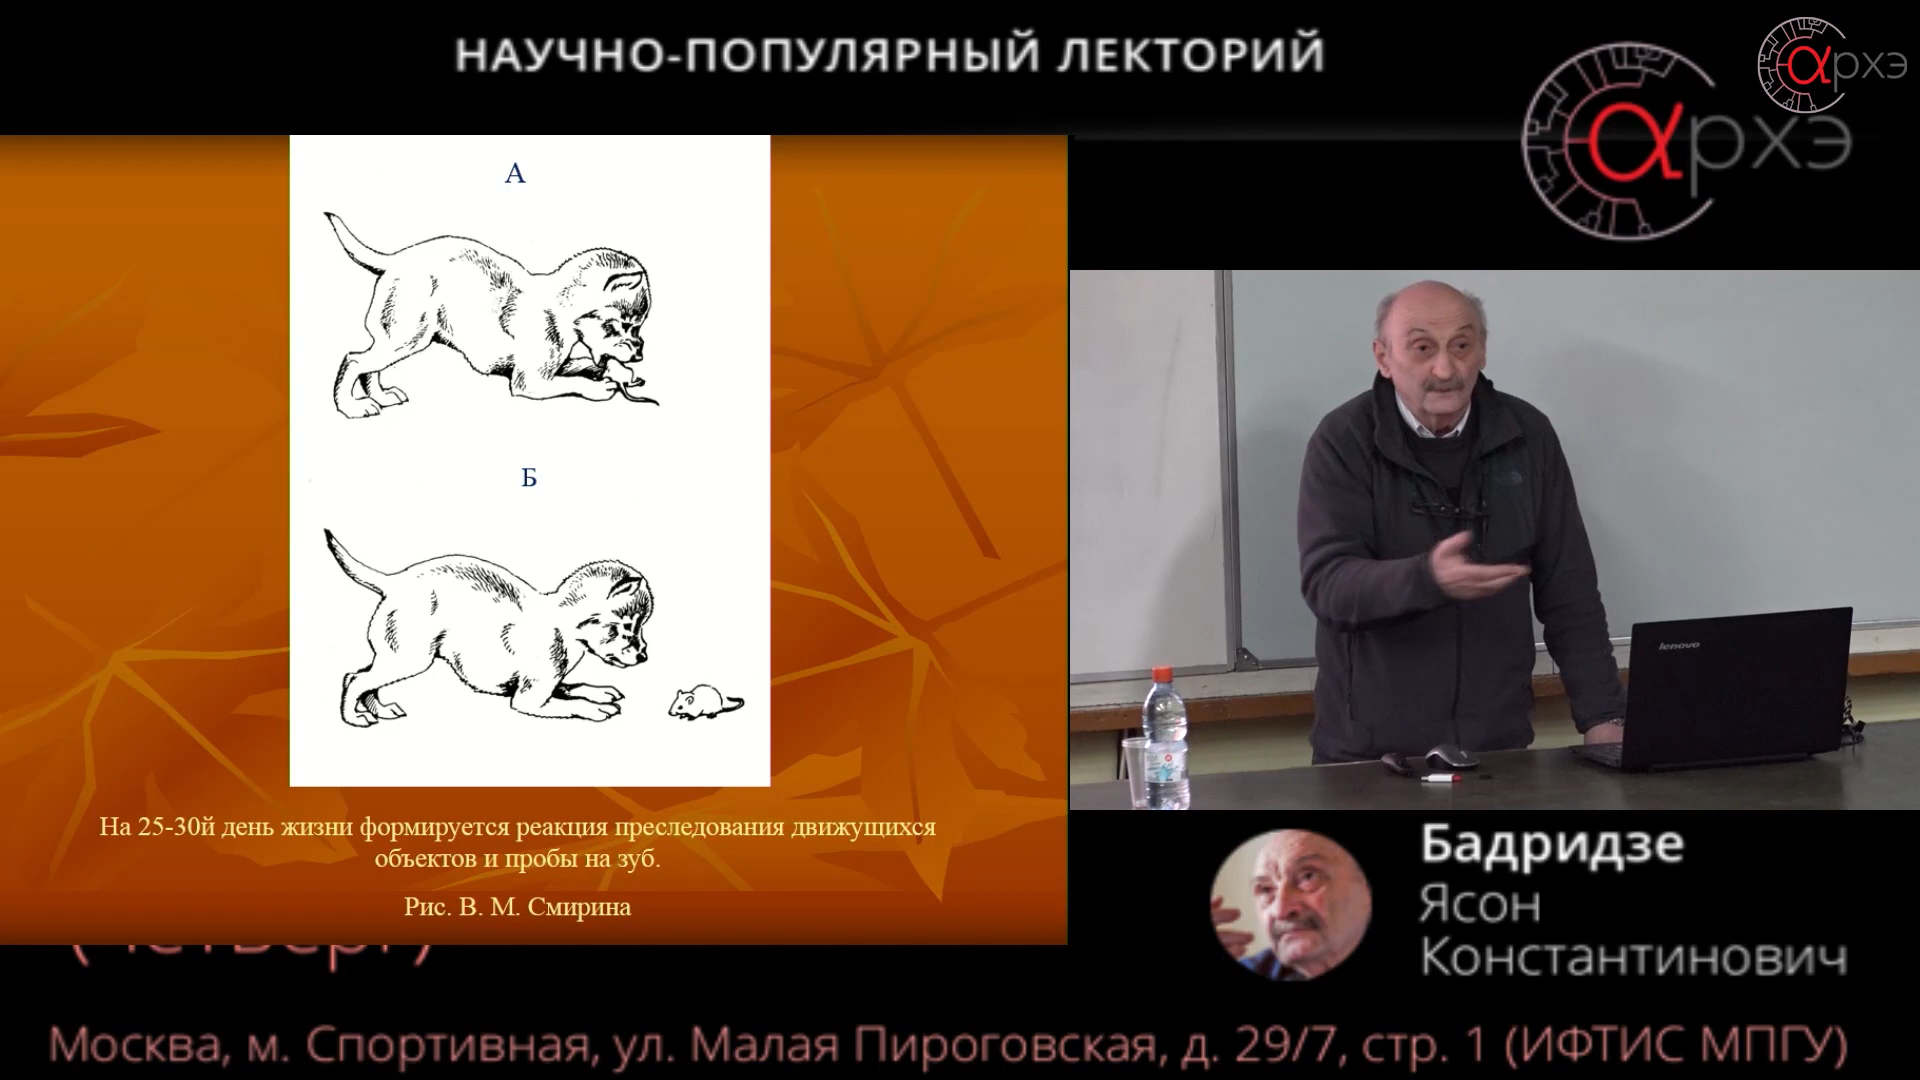 НАУЧНО-ПОПУЛЯРНЫЙ ЛЕКТОРИЙ
αрхэ
αрхэ
А
Б
На 25-30й день жизни формируется реакция преследования движущихся
объектов и пробы на зуб.
Рис. В. М. Смирина
lenovo
Бадридзе
Ясон
Константинович
Москва, м. Спортивная, ул. Малая Пироговская, д. 29/7, стр. 1 (ИФТИС МПГУ)